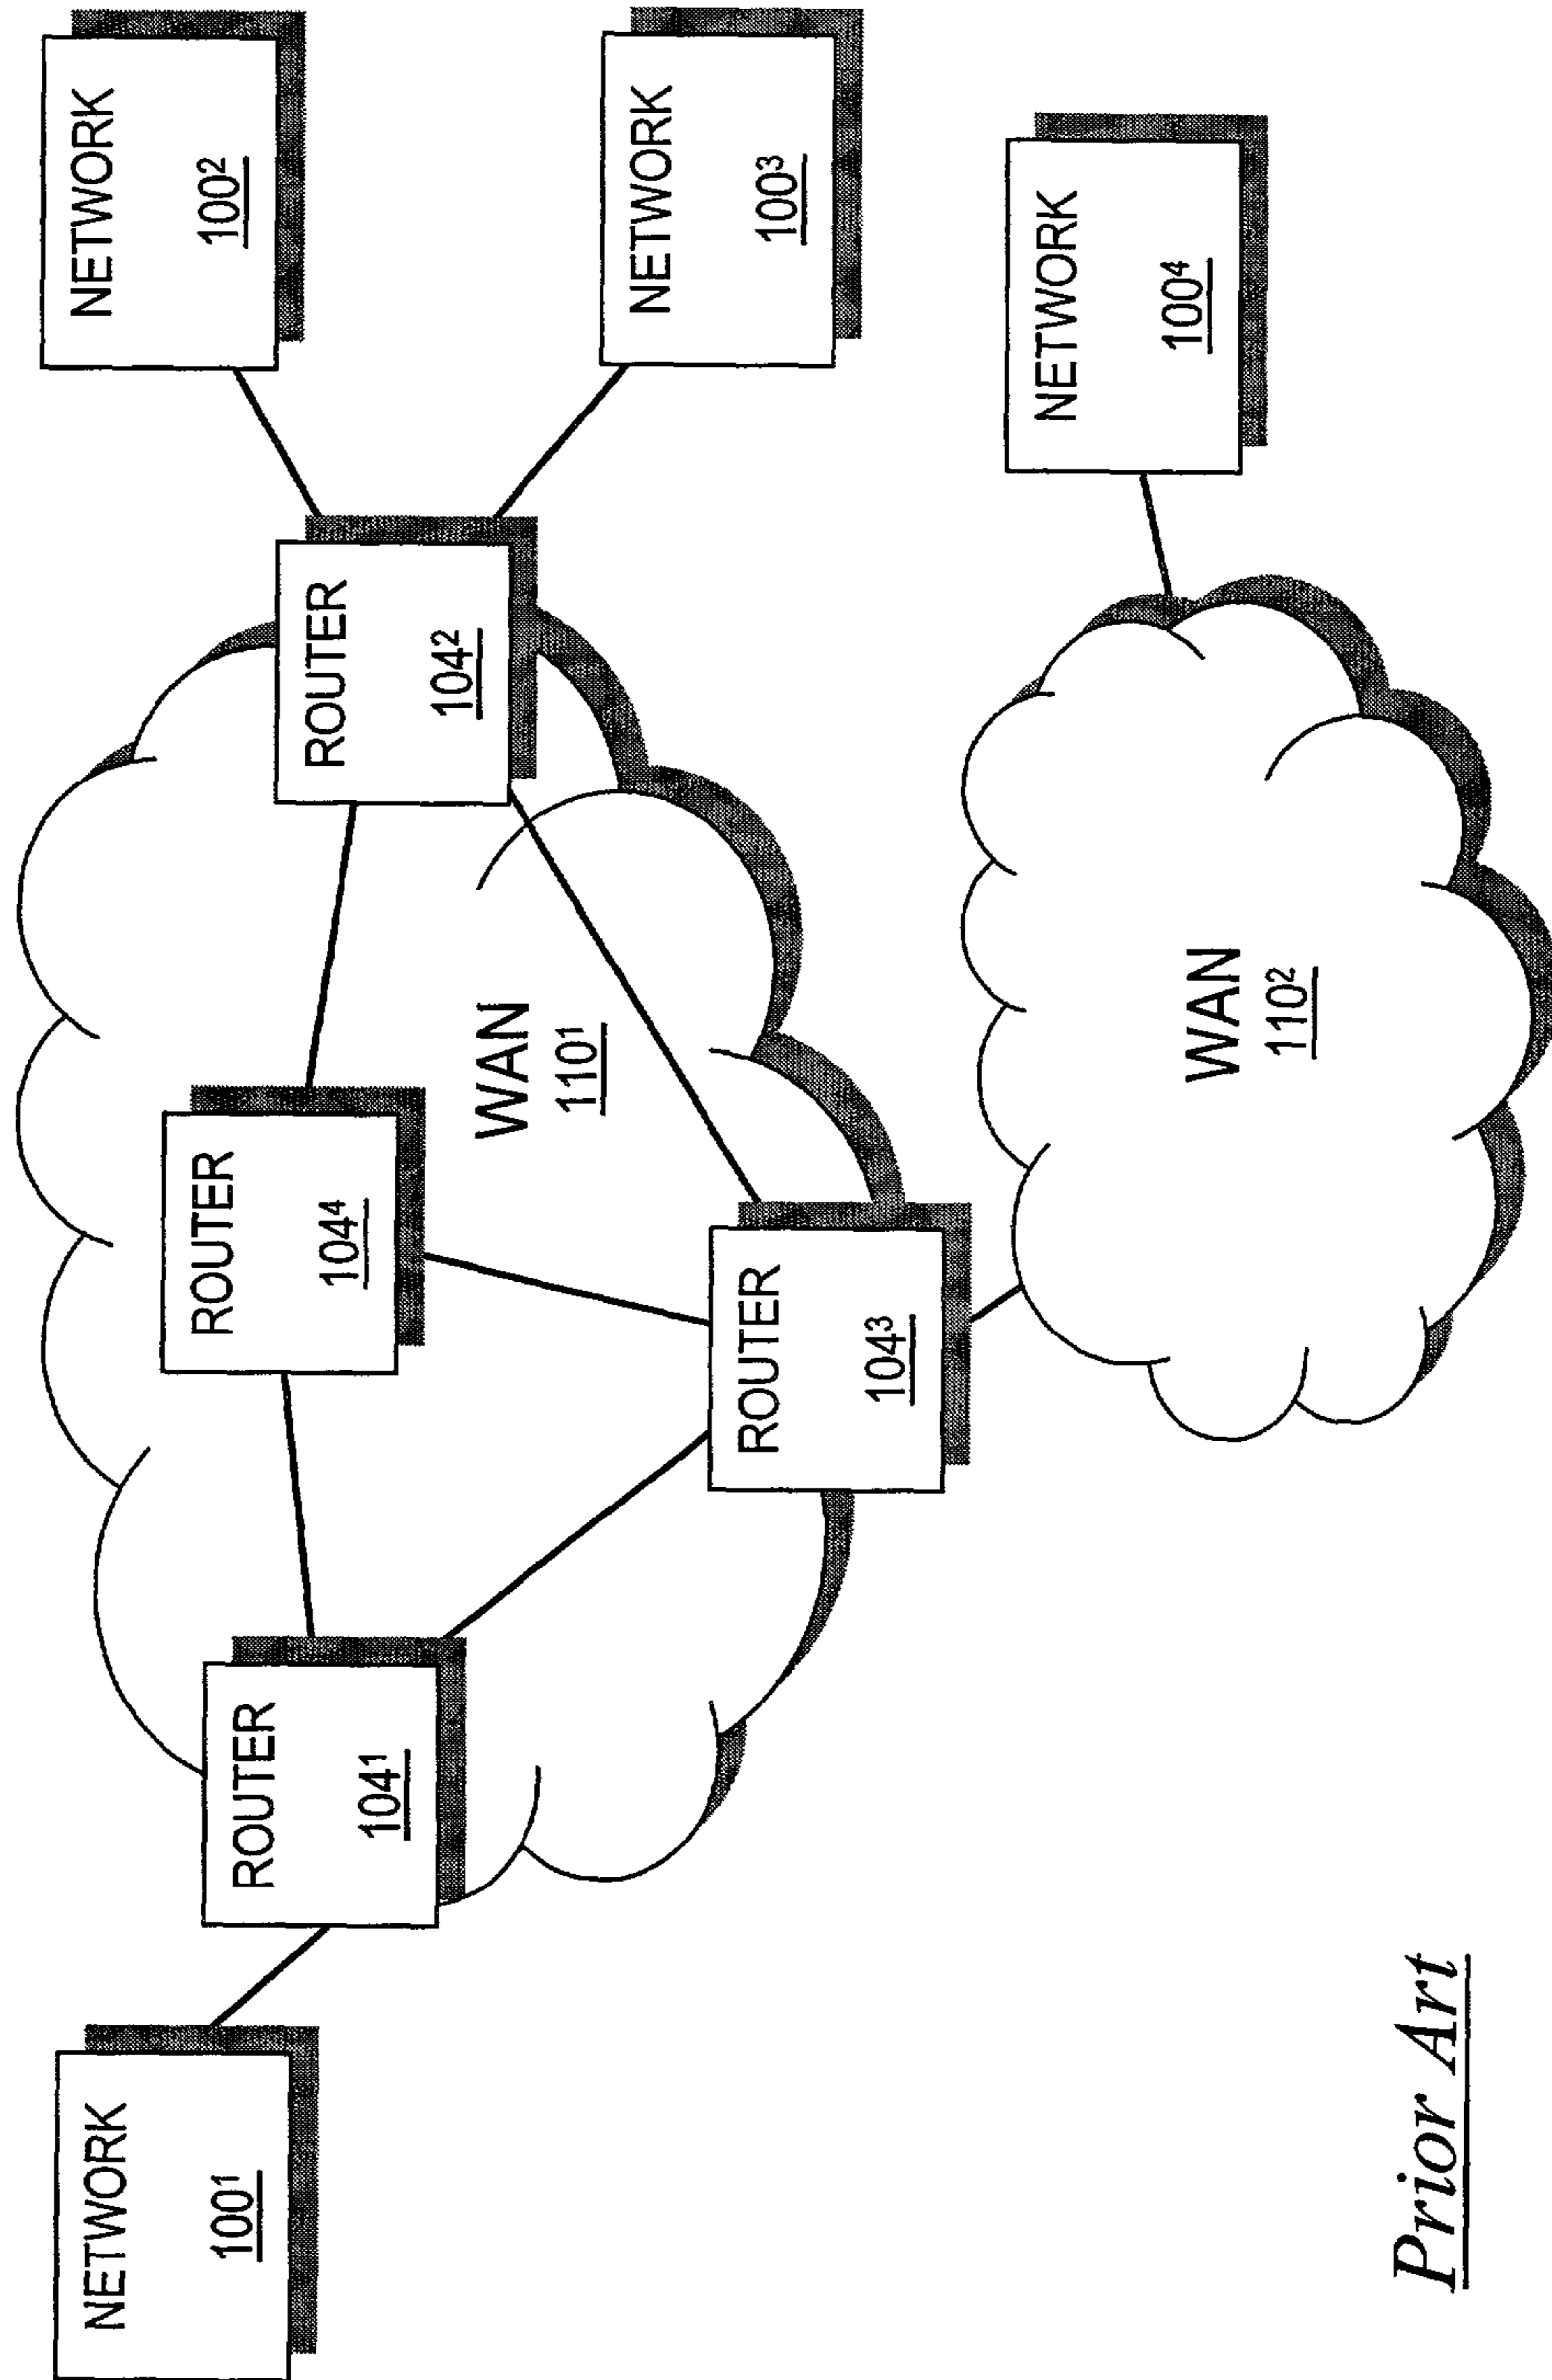 NETWORK
100¹
ROUTER
104¹
ROUTER
104⁴
ROUTER
104²
NETWORK
100²
NETWORK
100³
WAN
110¹
ROUTER
104³
WAN
110²
NETWORK
100⁴
Prior Art